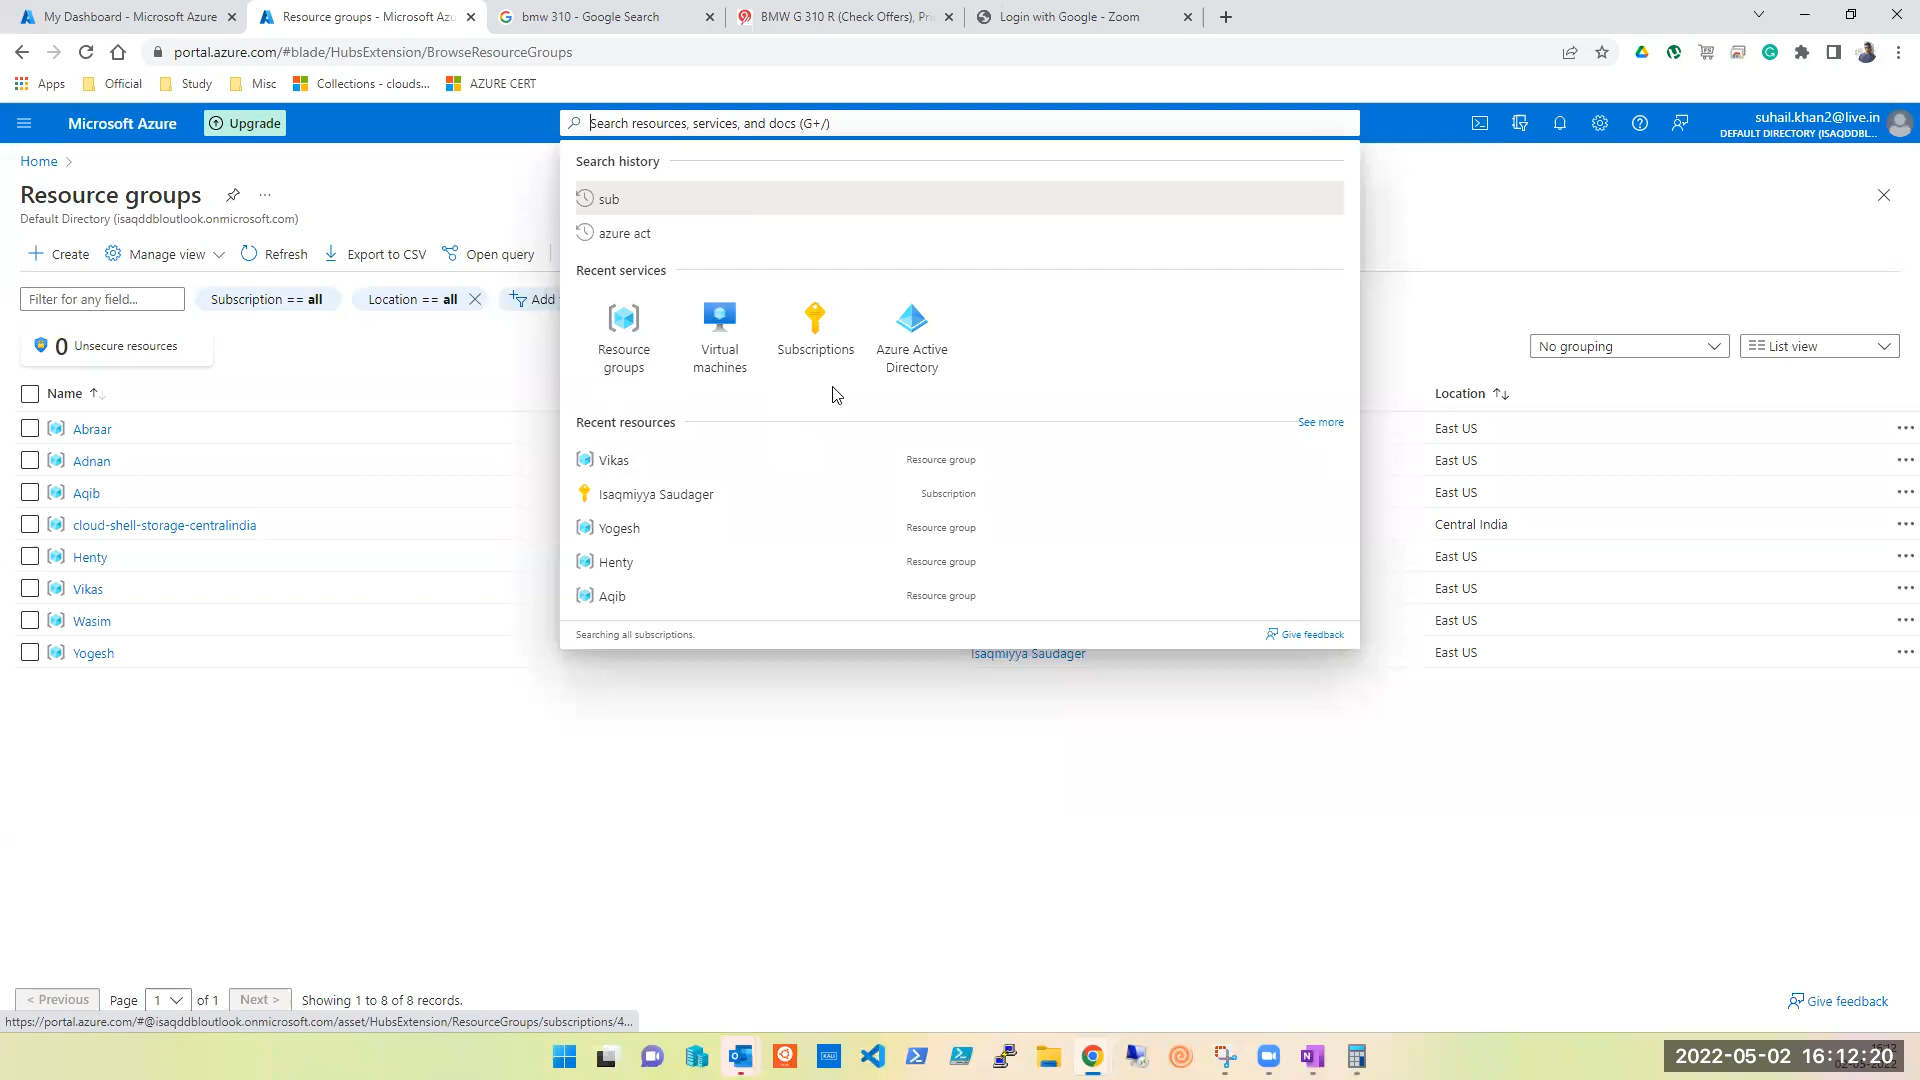 My Dashboard - Microsoft Azure
Resource groups - Microsoft Azu
bmw 310 - Google Search
BMW G 310 R (Check Offers), Pri
Login with Google - Zoom
portal.azure.com/#blade/HubsExtension/BrowseResourceGroups
Apps
Official
Study
Misc
Collections - clouds...
AZURE CERT
Microsoft Azure
Upgrade
Search resources, services, and docs (G+/)
suhail.khan2@live.in
DEFAULT DIRECTORY (ISAQDDBL...
Home
Resource groups
Default Directory (isaqddbloutlook.onmicrosoft.com)
Create
Manage view
Refresh
Export to CSV
Open query
Filter for any field...
Subscription == all
Location == all
Add
0 Unsecure resources
No grouping
List view
Name
Location
Abraar
East US
Adnan
East US
Aqib
East US
cloud-shell-storage-centralindia
Central India
Henty
East US
Vikas
East US
Wasim
East US
Yogesh
Isaqmiyya Saudager
East US
Search history
sub
azure act
Recent services
Resource groups
Virtual machines
Subscriptions
Azure Active Directory
Recent resources
See more
Vikas
Resource group
Isaqmiyya Saudager
Subscription
Yogesh
Resource group
Henty
Resource group
Aqib
Resource group
Searching all subscriptions.
Give feedback
< Previous
Page
1
of 1
Next >
Showing 1 to 8 of 8 records.
Give feedback
https://portal.azure.com/#@isaqddbloutlook.onmicrosoft.com/asset/HubsExtension/ResourceGroups/subscriptions/4...
KALI
2022-05-02 16:12:20